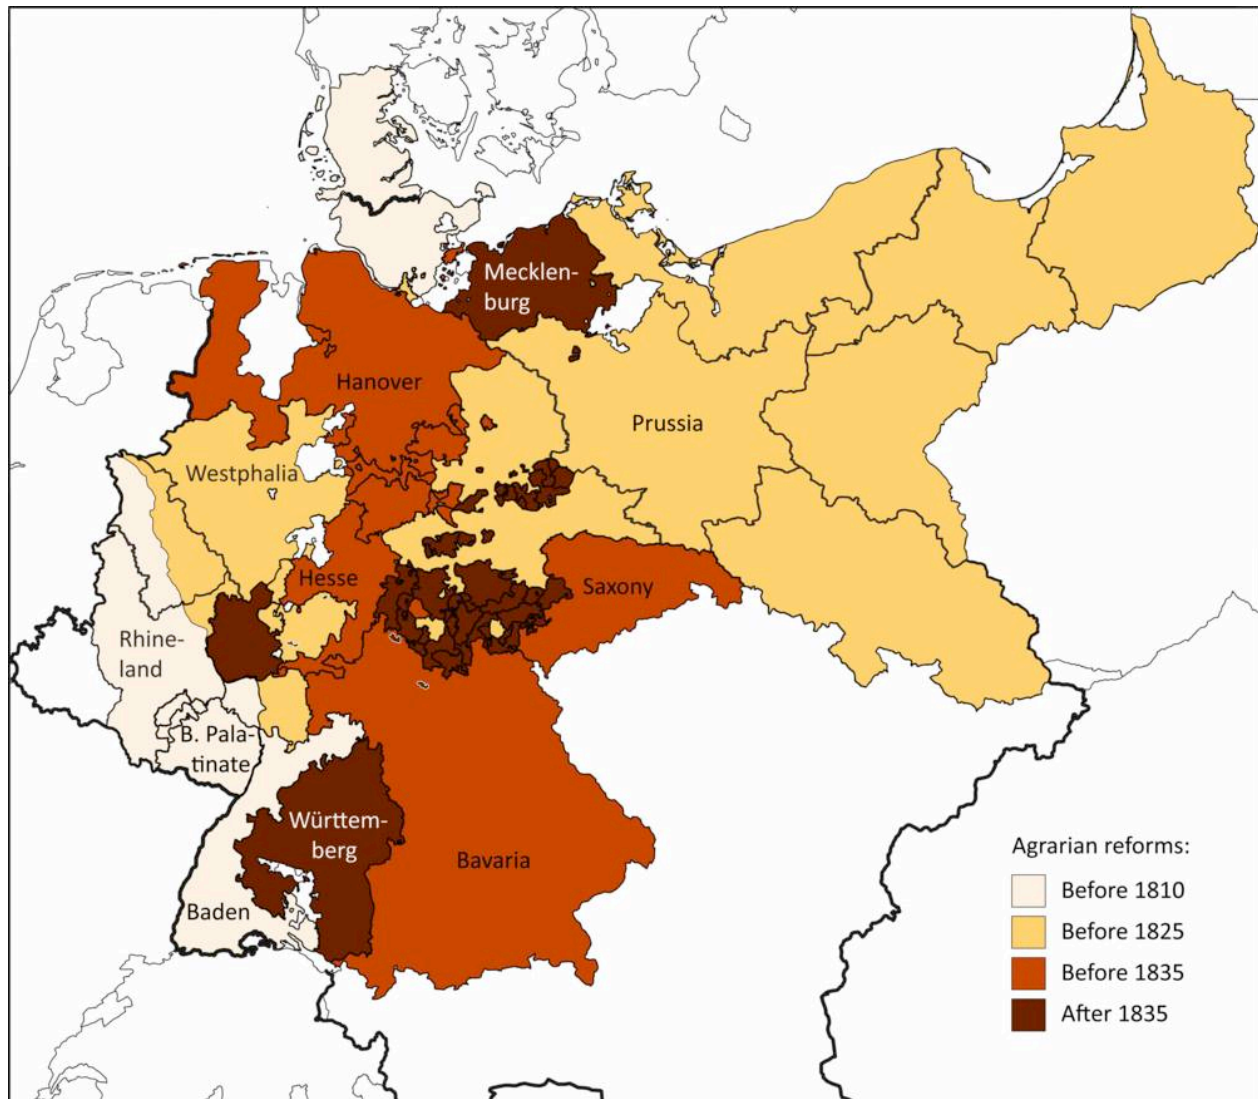 Mecklen-
burg
Hanover
Prussia
Westphalia
Hesse
Saxony
Rhine-
land
B. Pala-
tinate
Württem-
berg
Bavaria
Baden
Agrarian reforms:
Before 1810
Before 1825
Before 1835
After 1835